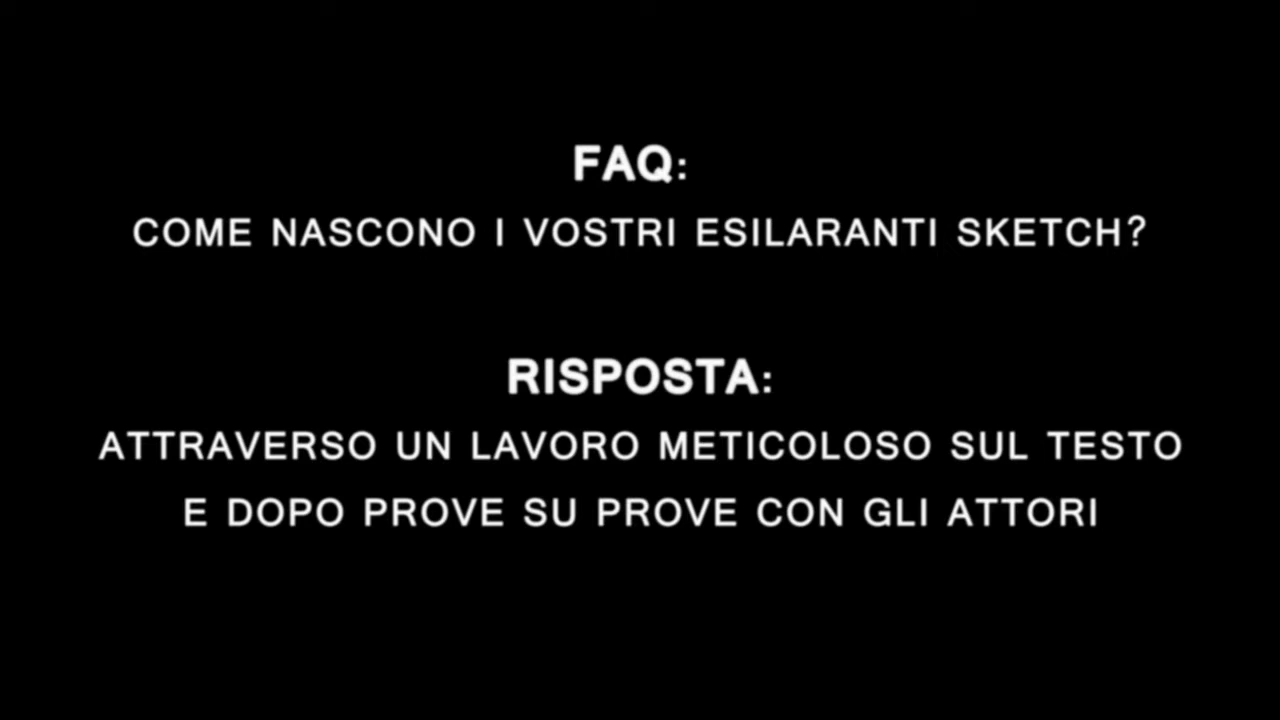 FAQ:
COME NASCONO I VOSTRI ESILARANTI SKETCH?
RISPOSTA:
ATTRAVERSO UN LAVORO METICOLOSO SUL TESTO
E DOPO PROVE SU PROVE CON GLI ATTORI